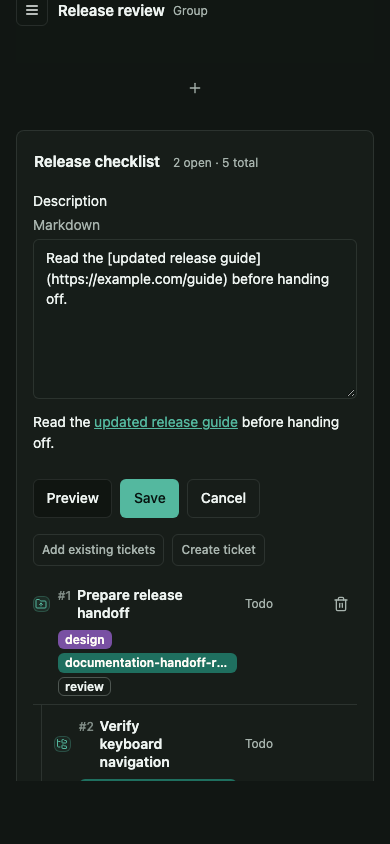 Release review Group
+
Release checklist 2 open · 5 total
Description
Markdown
Read the [updated release guide]
(https://example.com/guide) before handing
off.
Read the updated release guide before handing
off.
Preview Save Cancel
Add existing tickets Create ticket
#1 Prepare release Todo
handoff
design
documentation-handoff-r...
review
#2 Verify Todo
keyboard
navigation